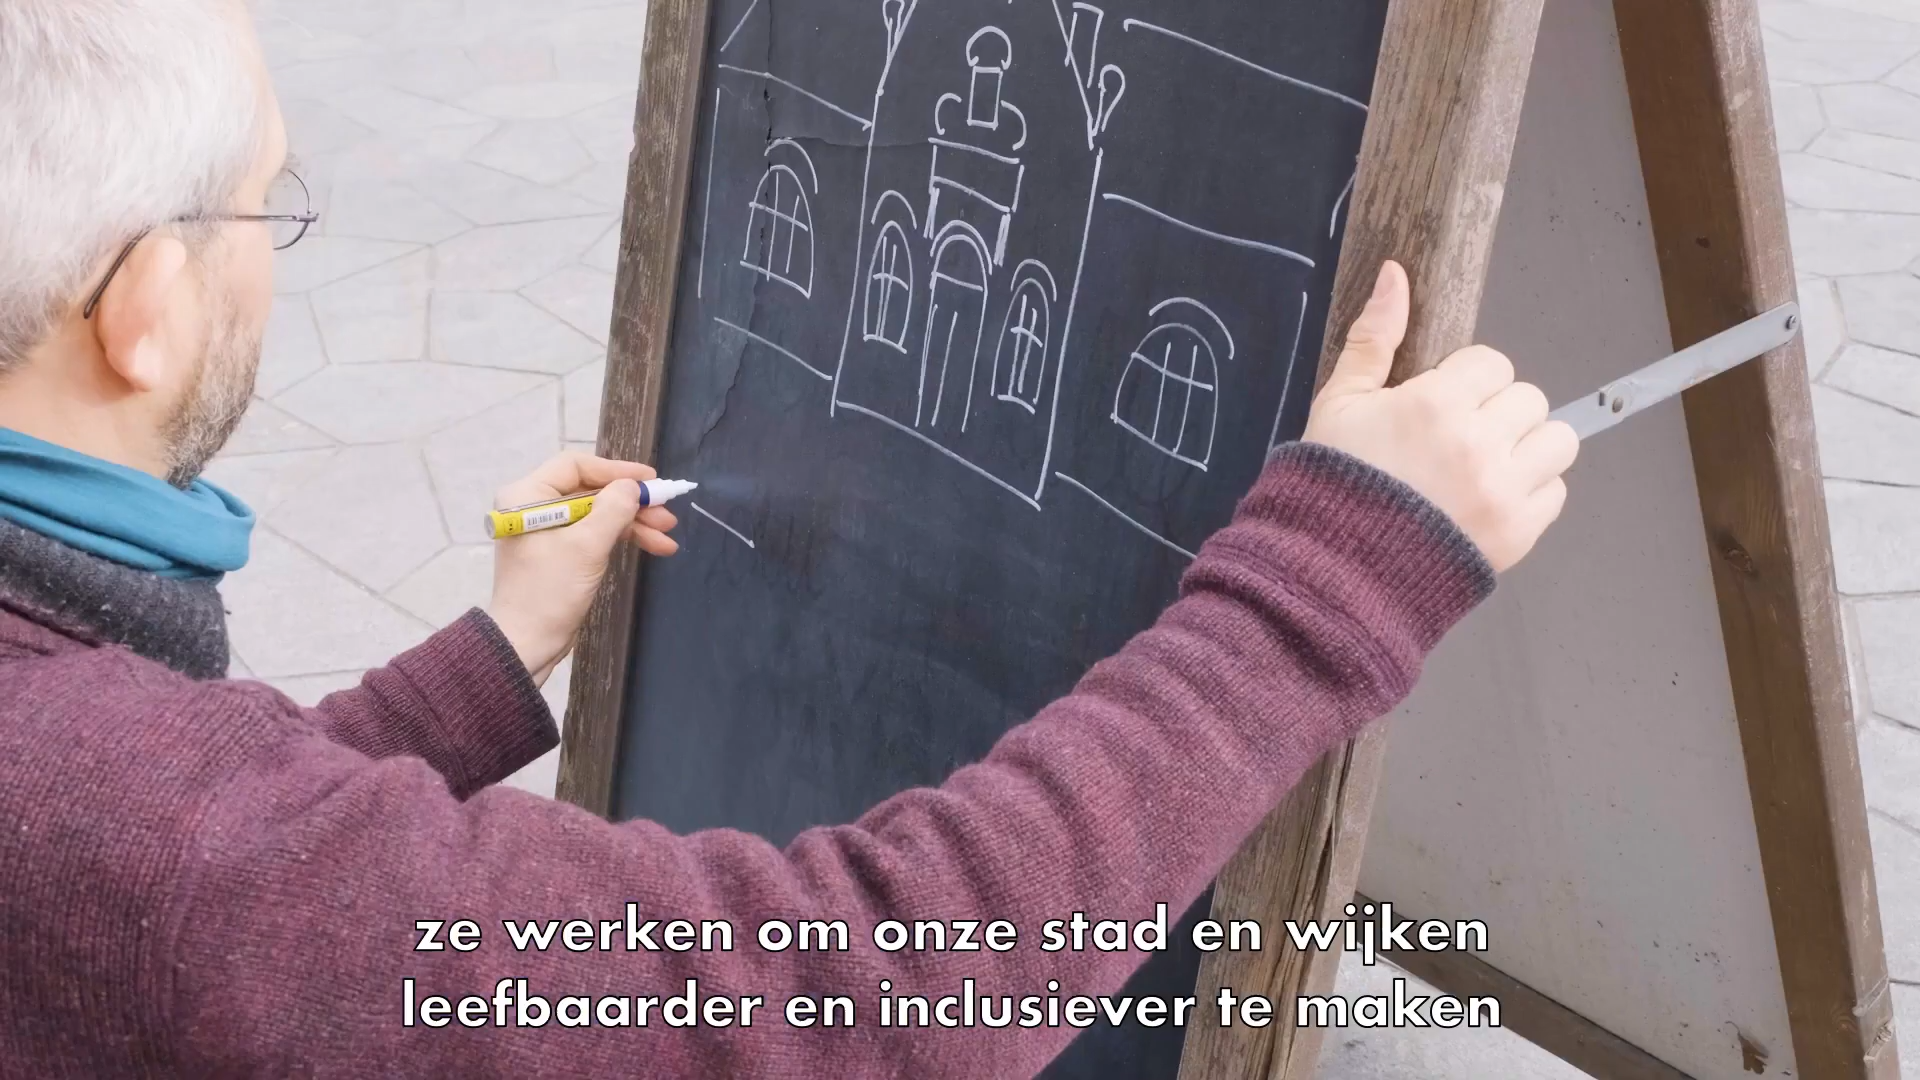 ze werken om onze stad en wijken
leefbaarder en inclusiever te maken